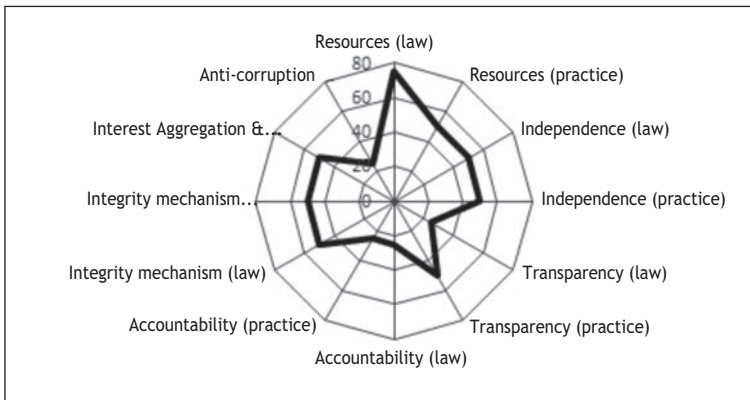 Resources (law)
80
Anti-corruption
Resources (practice)
60
Interest Aggregation &...
40
Independence (law)
20
Integrity mechanism...
0
Independence (practice)
Integrity mechanism (law)
Transparency (law)
Accountability (practice)
Transparency (practice)
Accountability (law)